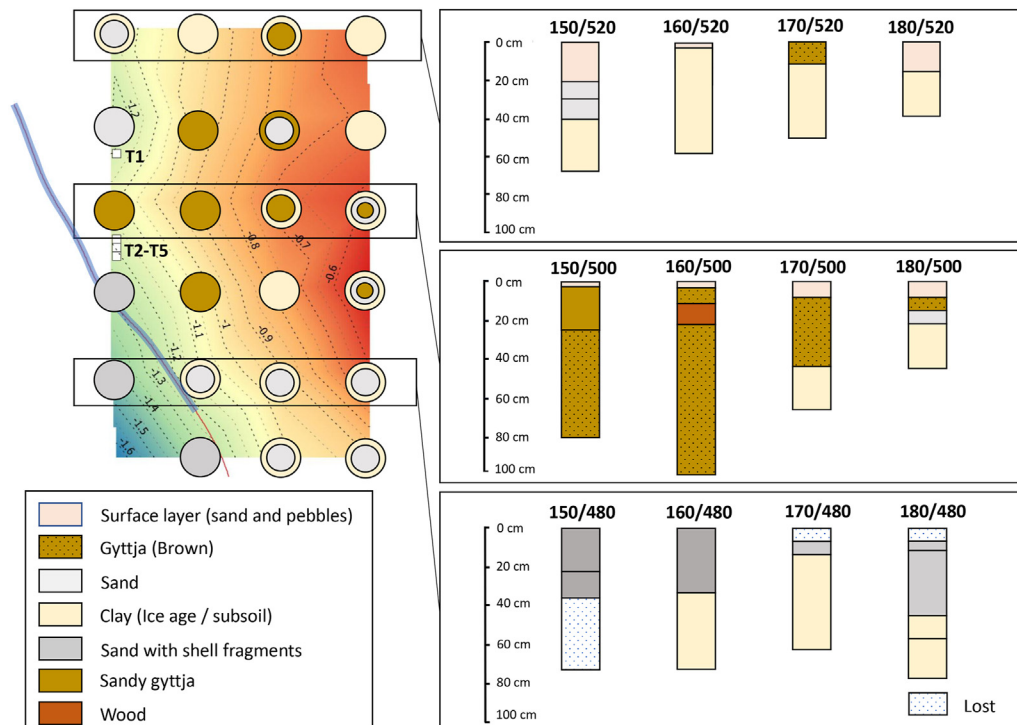 150/520 160/520 170/520 180/520
0 cm
20 cm
40 cm
60 cm
80 cm
100 cm
-1.2
T1
T2-T5
-0.8
-0.7
-0.6
-1.1
-1
-0.9
-1.2
-1.3
-1.4
-1.5
-1.6
150/500 160/500 170/500 180/500
0 cm
20 cm
40 cm
60 cm
80 cm
100 cm
150/480 160/480 170/480 180/480
0 cm
20 cm
40 cm
60 cm
80 cm
100 cm
Lost
Surface layer (sand and pebbles)
Gyttja (Brown)
Sand
Clay (Ice age / subsoil)
Sand with shell fragments
Sandy gyttja
Wood